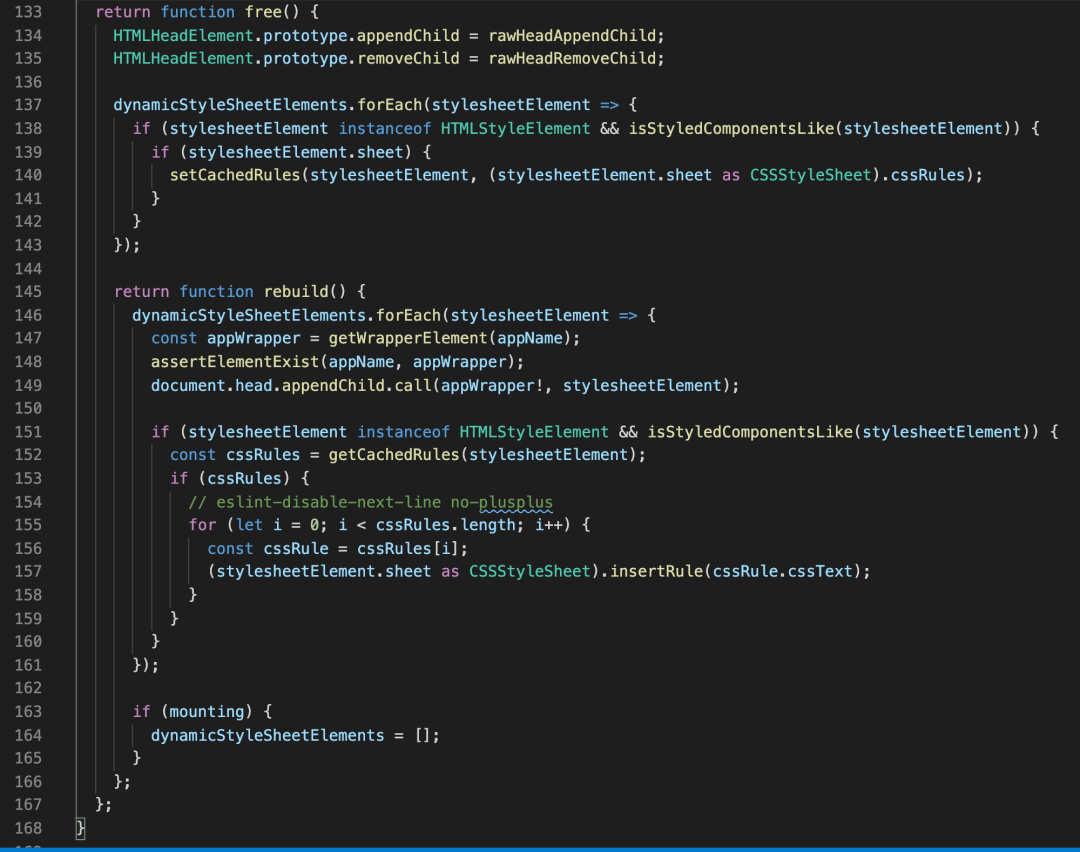 133 return function free() {
134 HTMLHeadElement.prototype.appendChild = rawHeadAppendChild;
135 HTMLHeadElement.prototype.removeChild = rawHeadRemoveChild;
136
137 dynamicStyleSheetElements.forEach(stylesheetElement => {
138 if (stylesheetElement instanceof HTMLStyleElement && isStyledComponentsLike(stylesheetElement)) {
139 if (stylesheetElement.sheet) {
140 setCachedRules(stylesheetElement, (stylesheetElement.sheet as CSSStyleSheet).cssRules);
141 }
142 }
143 });
144
145 return function rebuild() {
146 dynamicStyleSheetElements.forEach(stylesheetElement => {
147 const appWrapper = getWrapperElement(appName);
148 assertElementExist(appName, appWrapper);
149 document.head.appendChild.call(appWrapper!, stylesheetElement);
150
151 if (stylesheetElement instanceof HTMLStyleElement && isStyledComponentsLike(stylesheetElement)) {
152 const cssRules = getCachedRules(stylesheetElement);
153 if (cssRules) {
154 // eslint-disable-next-line no-plusplus
155 for (let i = 0; i < cssRules.length; i++) {
156 const cssRule = cssRules[i];
157 (stylesheetElement.sheet as CSSStyleSheet).insertRule(cssRule.cssText);
158 }
159 }
160 }
161 });
162
163 if (mounting) {
164 dynamicStyleSheetElements = [];
165 }
166 };
167 };
168 }